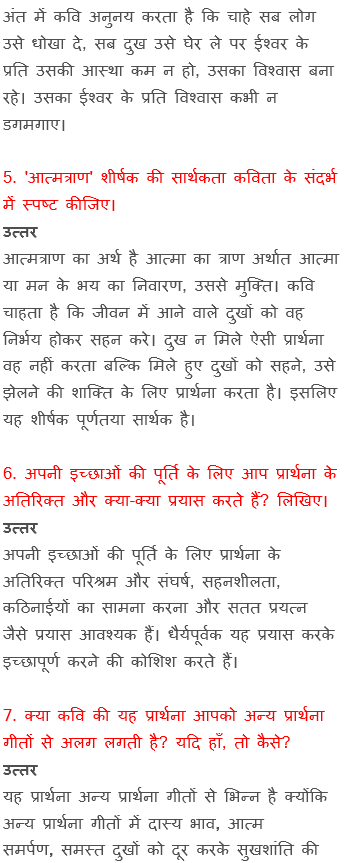 अंत में कवि अनुनय करता है कि चाहे सब लोग
उसे धोखा दे, सब दुख उसे घेर ले पर ईश्वर के
प्रति उसकी आस्था कम न हो, उसका विश्वास बना
रहे। उसका ईश्वर के प्रति विश्वास कभी न
डगमगाए।
5. 'आत्मत्राण' शीर्षक की सार्थकता कविता के संदर्भ
में स्पष्ट कीजिए।
उत्तर
आत्मत्राण का अर्थ है आत्मा का त्राण अर्थात आत्मा
या मन के भय का निवारण, उससे मुक्ति। कवि
चाहता है कि जीवन में आने वाले दुखों को वह
निर्भय होकर सहन करे। दुख न मिले ऐसी प्रार्थना
वह नहीं करता बल्कि मिले हुए दुखों को सहने, उसे
झेलने की शाक्ति के लिए प्रार्थना करता है। इसलिए
यह शीर्षक पूर्णतया सार्थक है।
6. अपनी इच्छाओं की पूर्ति के लिए आप प्रार्थना के
अतिरिक्त और क्या-क्या प्रयास करते हैं? लिखिए।
उत्तर
अपनी इच्छाओं की पूर्ति के लिए प्रार्थना के
अतिरिक्त परिश्रम और संघर्ष, सहनशीलता,
कठिनाईयों का सामना करना और सतत प्रयत्न
जैसे प्रयास आवश्यक हैं। धैर्यपूर्वक यह प्रयास करके
इच्छापूर्ण करने की कोशिश करते हैं।
7. क्या कवि की यह प्रार्थना आपको अन्य प्रार्थना
गीतों से अलग लगती है? यदि हाँ, तो कैसे?
उत्तर
यह प्रार्थना अन्य प्रार्थना गीतों से भिन्न है क्योंकि
अन्य प्रार्थना गीतों में दास्य भाव, आत्म
समर्पण, समस्त दुखों को दूर करके सुखशांति की